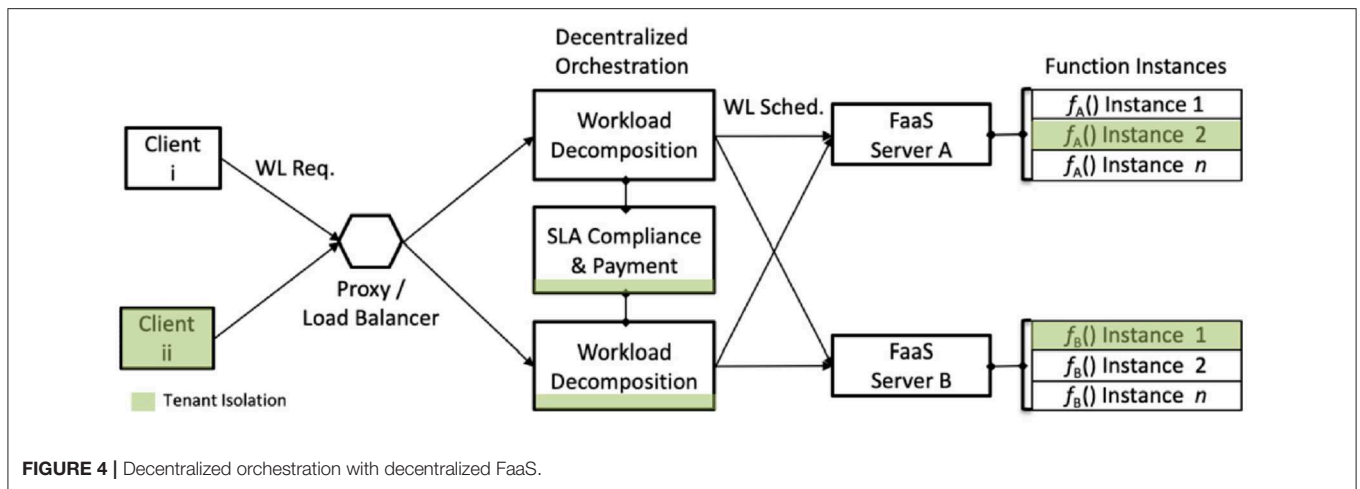 Decentralized
Orchestration
Function Instances
Client
i
WL Req.
Workload
Decomposition
WL Sched.
FaaS
Server A
fA() Instance 1
fA() Instance 2
fA() Instance n
SLA Compliance
& Payment
Proxy /
Load Balancer
Client
ii
Workload
Decomposition
FaaS
Server B
fB() Instance 1
fB() Instance 2
fB() Instance n
Tenant Isolation
FIGURE 4 | Decentralized orchestration with decentralized FaaS.